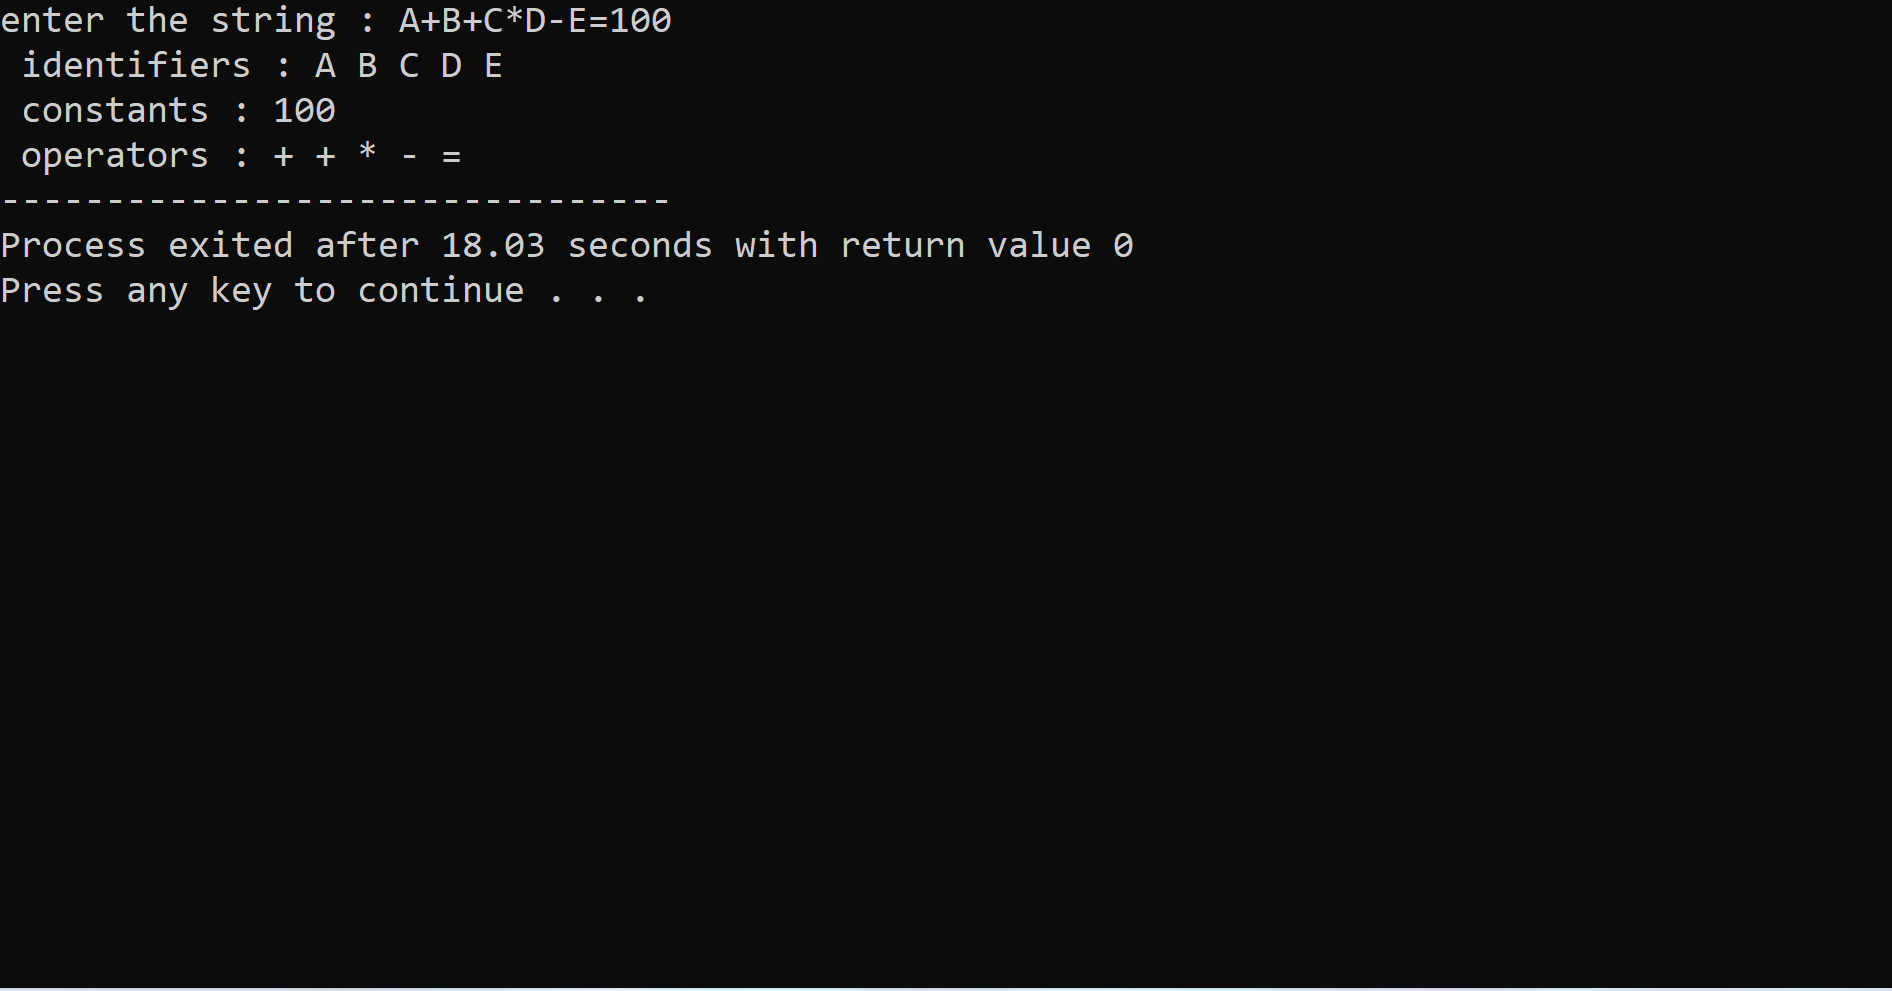 enter the string : A+B+C*D-E=100
 identifiers : A B C D E
 constants : 100
 operators : + + * - =
--------------------------------
Process exited after 18.03 seconds with return value 0
Press any key to continue . . .